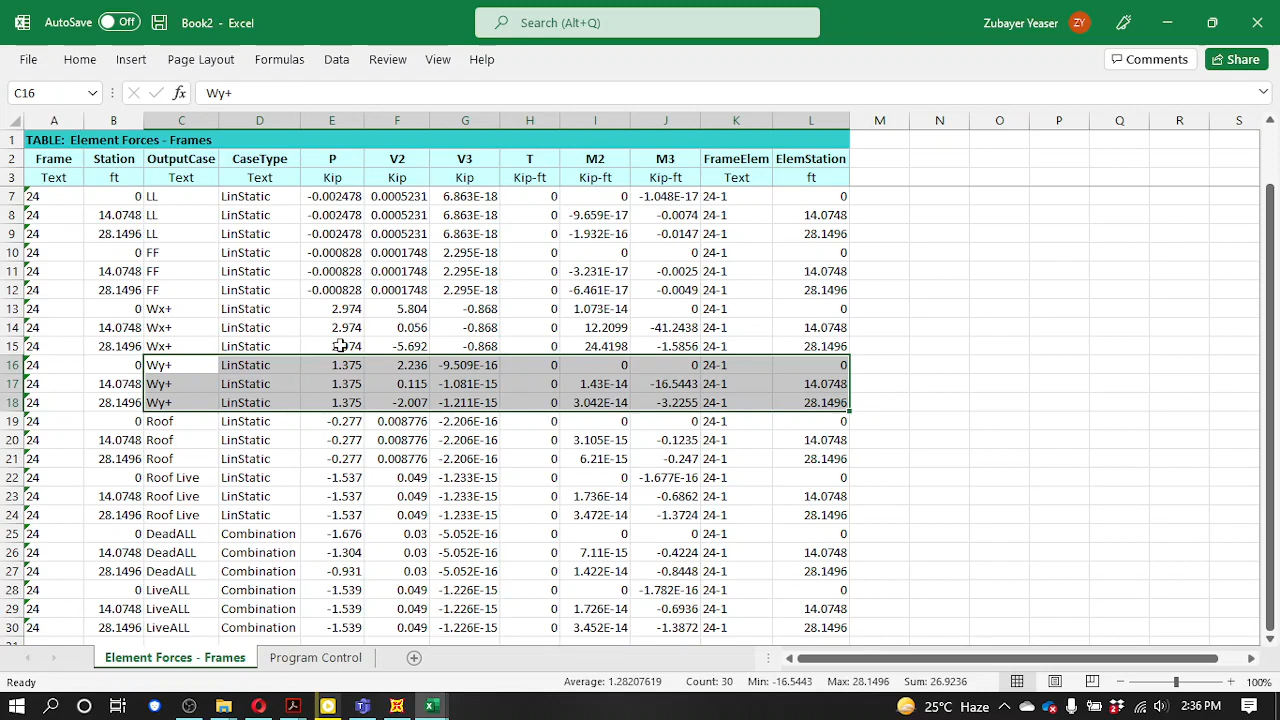 AutoSave Off Book2 - Excel Search (Alt+Q) Zubayer Yeaser ZY
File Home Insert Page Layout Formulas Data Review View Help Comments Share
C16 fx Wy+
A B C D E F G H I J K L M N O P Q R S
1 TABLE: Element Forces - Frames
2 Frame Station OutputCase CaseType P V2 V3 T M2 M3 FrameElem ElemStation
3 Text ft Text Text Kip Kip Kip Kip-ft Kip-ft Kip-ft Text ft
7 24 0 LL LinStatic -0.002478 0.0005231 6.863E-18 0 0 -1.048E-17 24-1 0
8 24 14.0748 LL LinStatic -0.002478 0.0005231 6.863E-18 0 -9.659E-17 -0.0074 24-1 14.0748
9 24 28.1496 LL LinStatic -0.002478 0.0005231 6.863E-18 0 -1.932E-16 -0.0147 24-1 28.1496
10 24 0 FF LinStatic -0.000828 0.0001748 2.295E-18 0 0 0 24-1 0
11 24 14.0748 FF LinStatic -0.000828 0.0001748 2.295E-18 0 -3.231E-17 -0.0025 24-1 14.0748
12 24 28.1496 FF LinStatic -0.000828 0.0001748 2.295E-18 0 -6.461E-17 -0.0049 24-1 28.1496
13 24 0 Wx+ LinStatic 2.974 5.804 -0.868 0 1.073E-14 0 24-1 0
14 24 14.0748 Wx+ LinStatic 2.974 0.056 -0.868 0 12.2099 -41.2438 24-1 14.0748
15 24 28.1496 Wx+ LinStatic 2.974 -5.692 -0.868 0 24.4198 -1.5856 24-1 28.1496
16 24 0 Wy+ LinStatic 1.375 2.236 -9.509E-16 0 0 0 24-1 0
17 24 14.0748 Wy+ LinStatic 1.375 0.115 -1.081E-15 0 1.43E-14 -16.5443 24-1 14.0748
18 24 28.1496 Wy+ LinStatic 1.375 -2.007 -1.211E-15 0 3.042E-14 -3.2255 24-1 28.1496
19 24 0 Roof LinStatic -0.277 0.008776 -2.206E-16 0 0 0 24-1 0
20 24 14.0748 Roof LinStatic -0.277 0.008776 -2.206E-16 0 3.105E-15 -0.1235 24-1 14.0748
21 24 28.1496 Roof LinStatic -0.277 0.008776 -2.206E-16 0 6.21E-15 -0.247 24-1 28.1496
22 24 0 Roof Live LinStatic -1.537 0.049 -1.233E-15 0 0 -1.677E-16 24-1 0
23 24 14.0748 Roof Live LinStatic -1.537 0.049 -1.233E-15 0 1.736E-14 -0.6862 24-1 14.0748
24 24 28.1496 Roof Live LinStatic -1.537 0.049 -1.233E-15 0 3.472E-14 -1.3724 24-1 28.1496
25 24 0 DeadALL Combination -1.676 0.03 -5.052E-16 0 0 0 24-1 0
26 24 14.0748 DeadALL Combination -1.304 0.03 -5.052E-16 0 7.11E-15 -0.4224 24-1 14.0748
27 24 28.1496 DeadALL Combination -0.931 0.03 -5.052E-16 0 1.422E-14 -0.8448 24-1 28.1496
28 24 0 LiveALL Combination -1.539 0.049 -1.226E-15 0 0 -1.782E-16 24-1 0
29 24 14.0748 LiveALL Combination -1.539 0.049 -1.226E-15 0 1.726E-14 -0.6936 24-1 14.0748
30 24 28.1496 LiveALL Combination -1.539 0.049 -1.226E-15 0 3.452E-14 -1.3872 24-1 28.1496
Element Forces - Frames Program Control
Ready Average: 1.28207619 Count: 30 Min: -16.5443 Max: 28.1496 Sum: 26.9236 100%
25°C Haze 2:36 PM